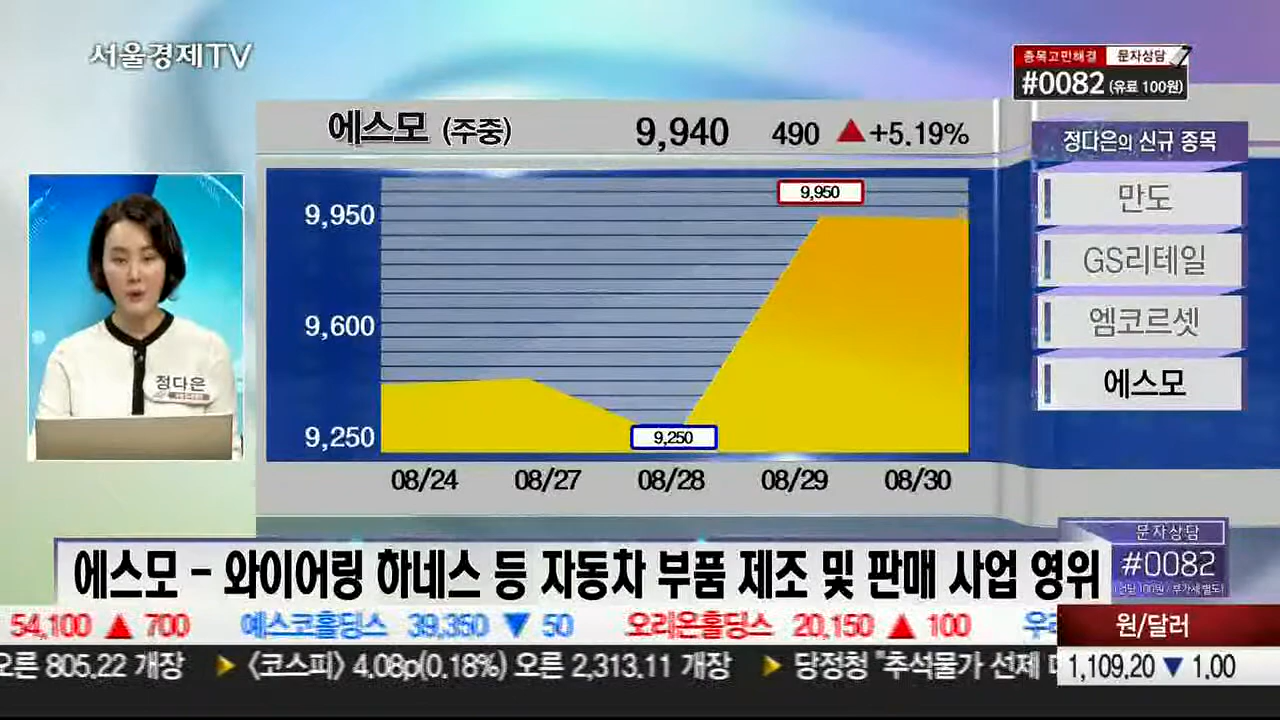 서울경제TV
종목고민해결 문자상담
#0082 (유료 100원)
에스모 (주중) 9,940 490 ▲+5.19%
정다은의 신규 종목
만도
GS리테일
엠코르셋
에스모
9,950
9,950
9,600
9,250
9,250
08/24 08/27 08/28 08/29 08/30
정다은
에스모 - 와이어링 하네스 등 자동차 부품 제조 및 판매 사업 영위
문자상담
#0082
54,100 ▲ 700 예스코홀딩스 39,350 ▼ 50 오리온홀딩스 20,150 ▲ 100
원/달러
오른 805.22 개장 ▶ <코스피> 4.08p(0.18%) 오른 2,313.11 개장 ▶ 당정청 "추석물가 선제
1,109.20 ▼ 1.00